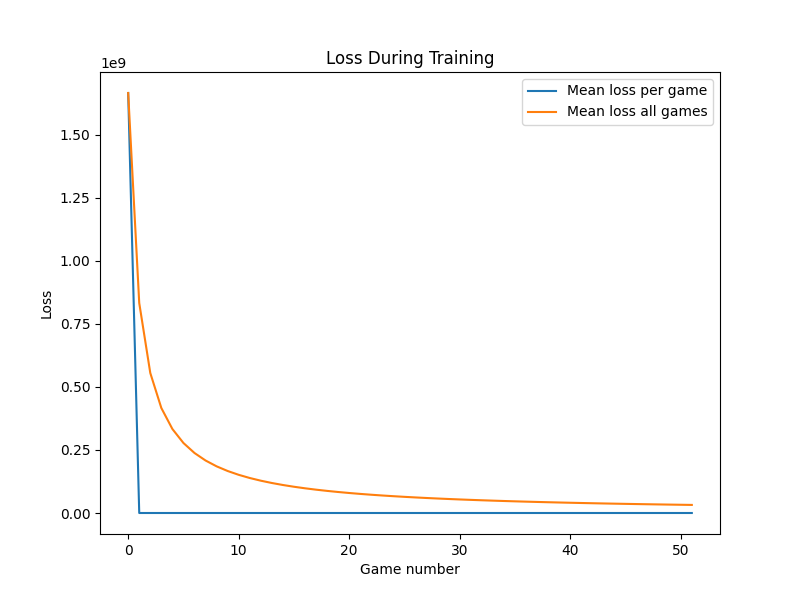 Loss During Training
1e9
Mean loss per game
Mean loss all games
1.50
1.25
1.00
0.75
0.50
0.25
0.00
Loss
0 10 20 30 40 50
Game number